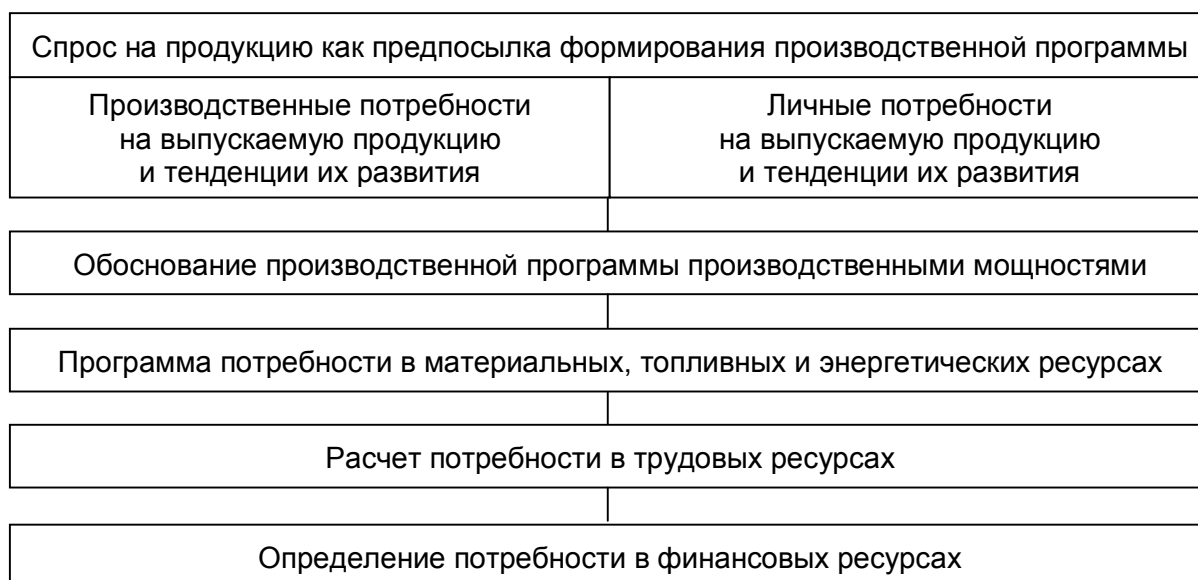 Спрос на продукцию как предпосылка формирования производственной программы
Производственные потребности
на выпускаемую продукцию
и тенденции их развития
Личные потребности
на выпускаемую продукцию
и тенденции их развития
Обоснование производственной программы производственными мощностями
Программа потребности в материальных, топливных и энергетических ресурсах
Расчет потребности в трудовых ресурсах
Определение потребности в финансовых ресурсах